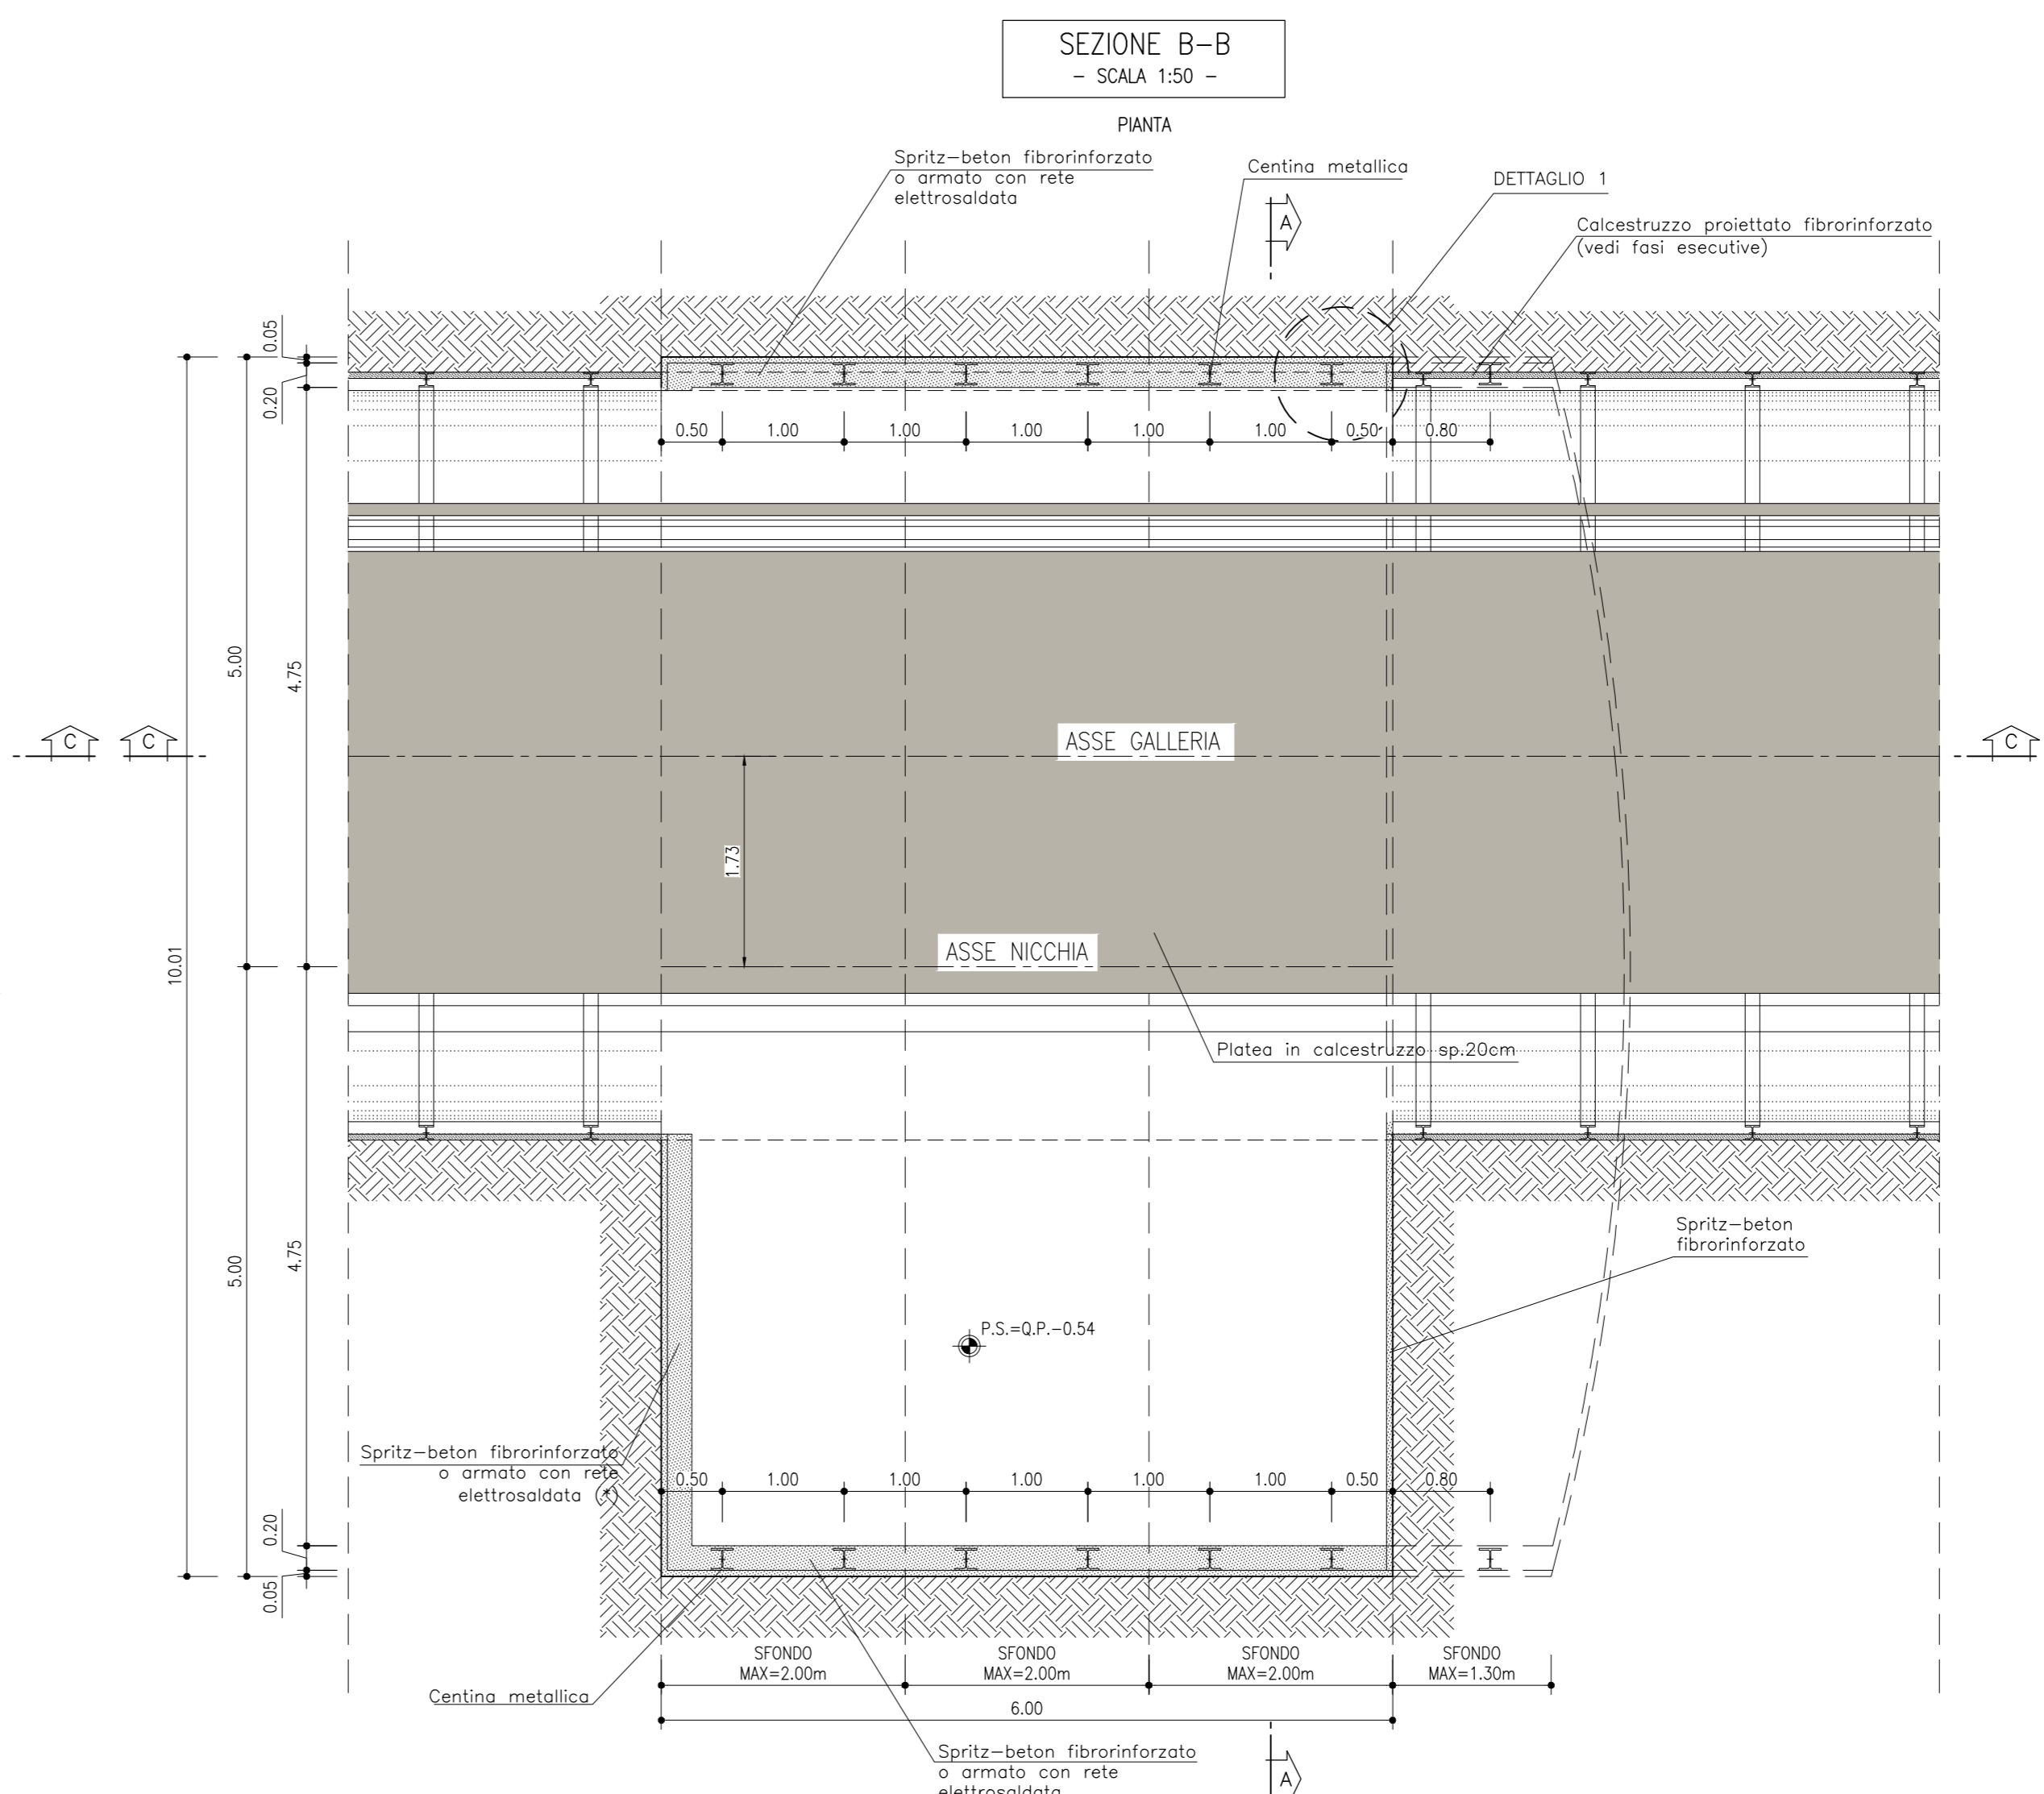 SEZIONE B-B
- SCALA 1:50 -
PIANTA
Spritz-beton fibrorinforzato
o armato con rete
elettrosaldata
Centina metallica
DETTAGLIO 1
A
Calcestruzzo proiettato fibrorinforzato
(vedi fasi esecutive)
0.05
0.20
0.50
1.00
1.00
1.00
1.00
1.00
0.50
0.80
5.00
4.75
C
C
ASSE GALLERIA
C
1.73
10.01
ASSE NICCHIA
Platea in calcestruzzo sp.20cm
Spritz-beton
fibrorinforzato
5.00
4.75
P.S.=Q.P.-0.54
Spritz-beton fibrorinforzato
o armato con rete
elettrosaldata (*)
0.50
1.00
1.00
1.00
1.00
1.00
0.50
0.80
0.20
0.05
SFONDO
MAX=2.00m
SFONDO
MAX=2.00m
SFONDO
MAX=2.00m
SFONDO
MAX=1.30m
Centina metallica
6.00
Spritz-beton fibrorinforzato
o armato con rete
elettrosaldata
A